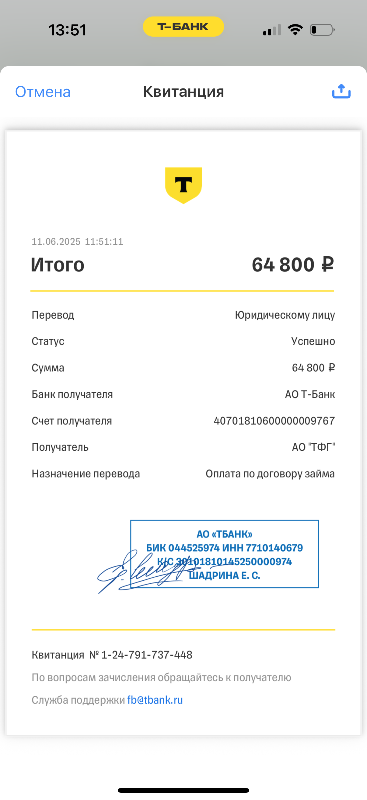 13:51
Т-БАНК
Отмена
Квитанция
Т
11.06.2025 11:51:11
Итого 64 800 ₽
Перевод Юридическому лицу
Статус Успешно
Сумма 64 800 ₽
Банк получателя АО Т-Банк
Счет получателя 40701810600000009767
Получатель АО "ТФГ"
Назначение перевода Оплата по договору займа
АО «ТБАНК»
БИК 044525974 ИНН 7710140679
К/С 30101810145250000974
ШАДРИНА Е. С.
Квитанция № 1-24-791-737-448
По вопросам зачисления обращайтесь к получателю
Служба поддержки fb@tbank.ru